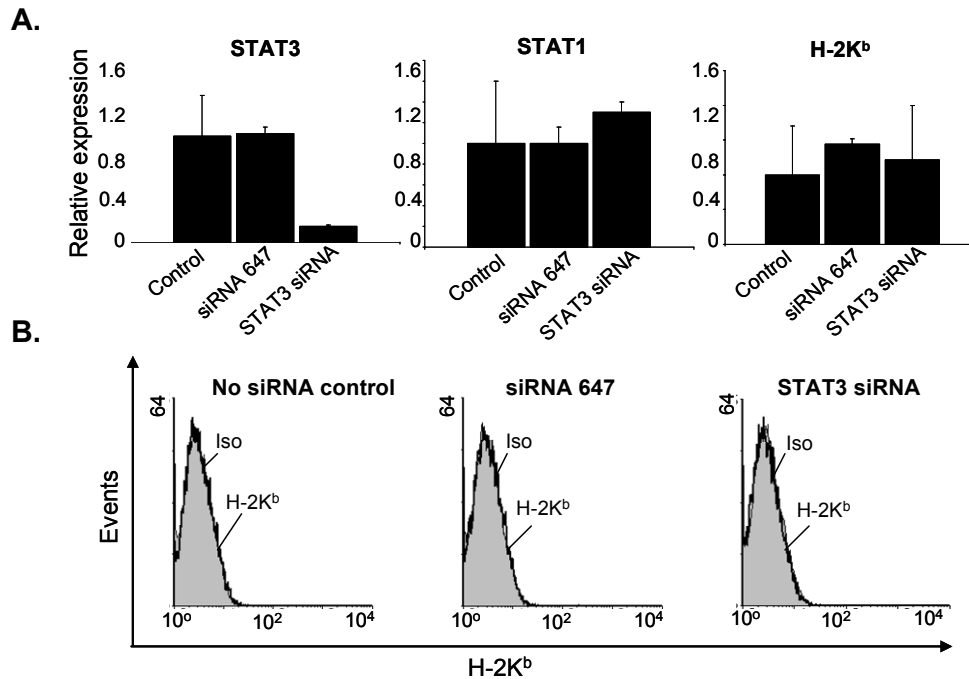 A.
STAT3
STAT1
H-2Kᵇ
Relative expression
1.6
1.2
0.8
0.4
0
Control
siRNA 647
STAT3 siRNA
1.6
1.2
0.8
0.4
0
Control
siRNA 647
STAT3 siRNA
1.6
1.2
0.8
0.4
0
Control
siRNA 647
STAT3 siRNA
B.
No siRNA control
siRNA 647
STAT3 siRNA
Events
64
Iso
H-2Kᵇ
10⁰ 10² 10⁴
64
Iso
H-2Kᵇ
10⁰ 10² 10⁴
64
Iso
H-2Kᵇ
10⁰ 10² 10⁴
H-2Kᵇ